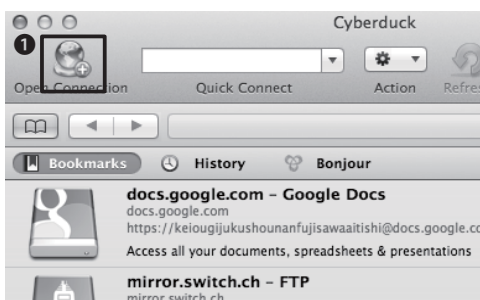 Cyberduck
1
Open Connection
Quick Connect
Action
Bookmarks
History
Bonjour
docs.google.com – Google Docs
docs.google.com
https://keiougijukushounanfujisawaaitishi@docs.google.co
Access all your documents, spreadsheets & presentations
mirror.switch.ch – FTP
mirror.switch.ch